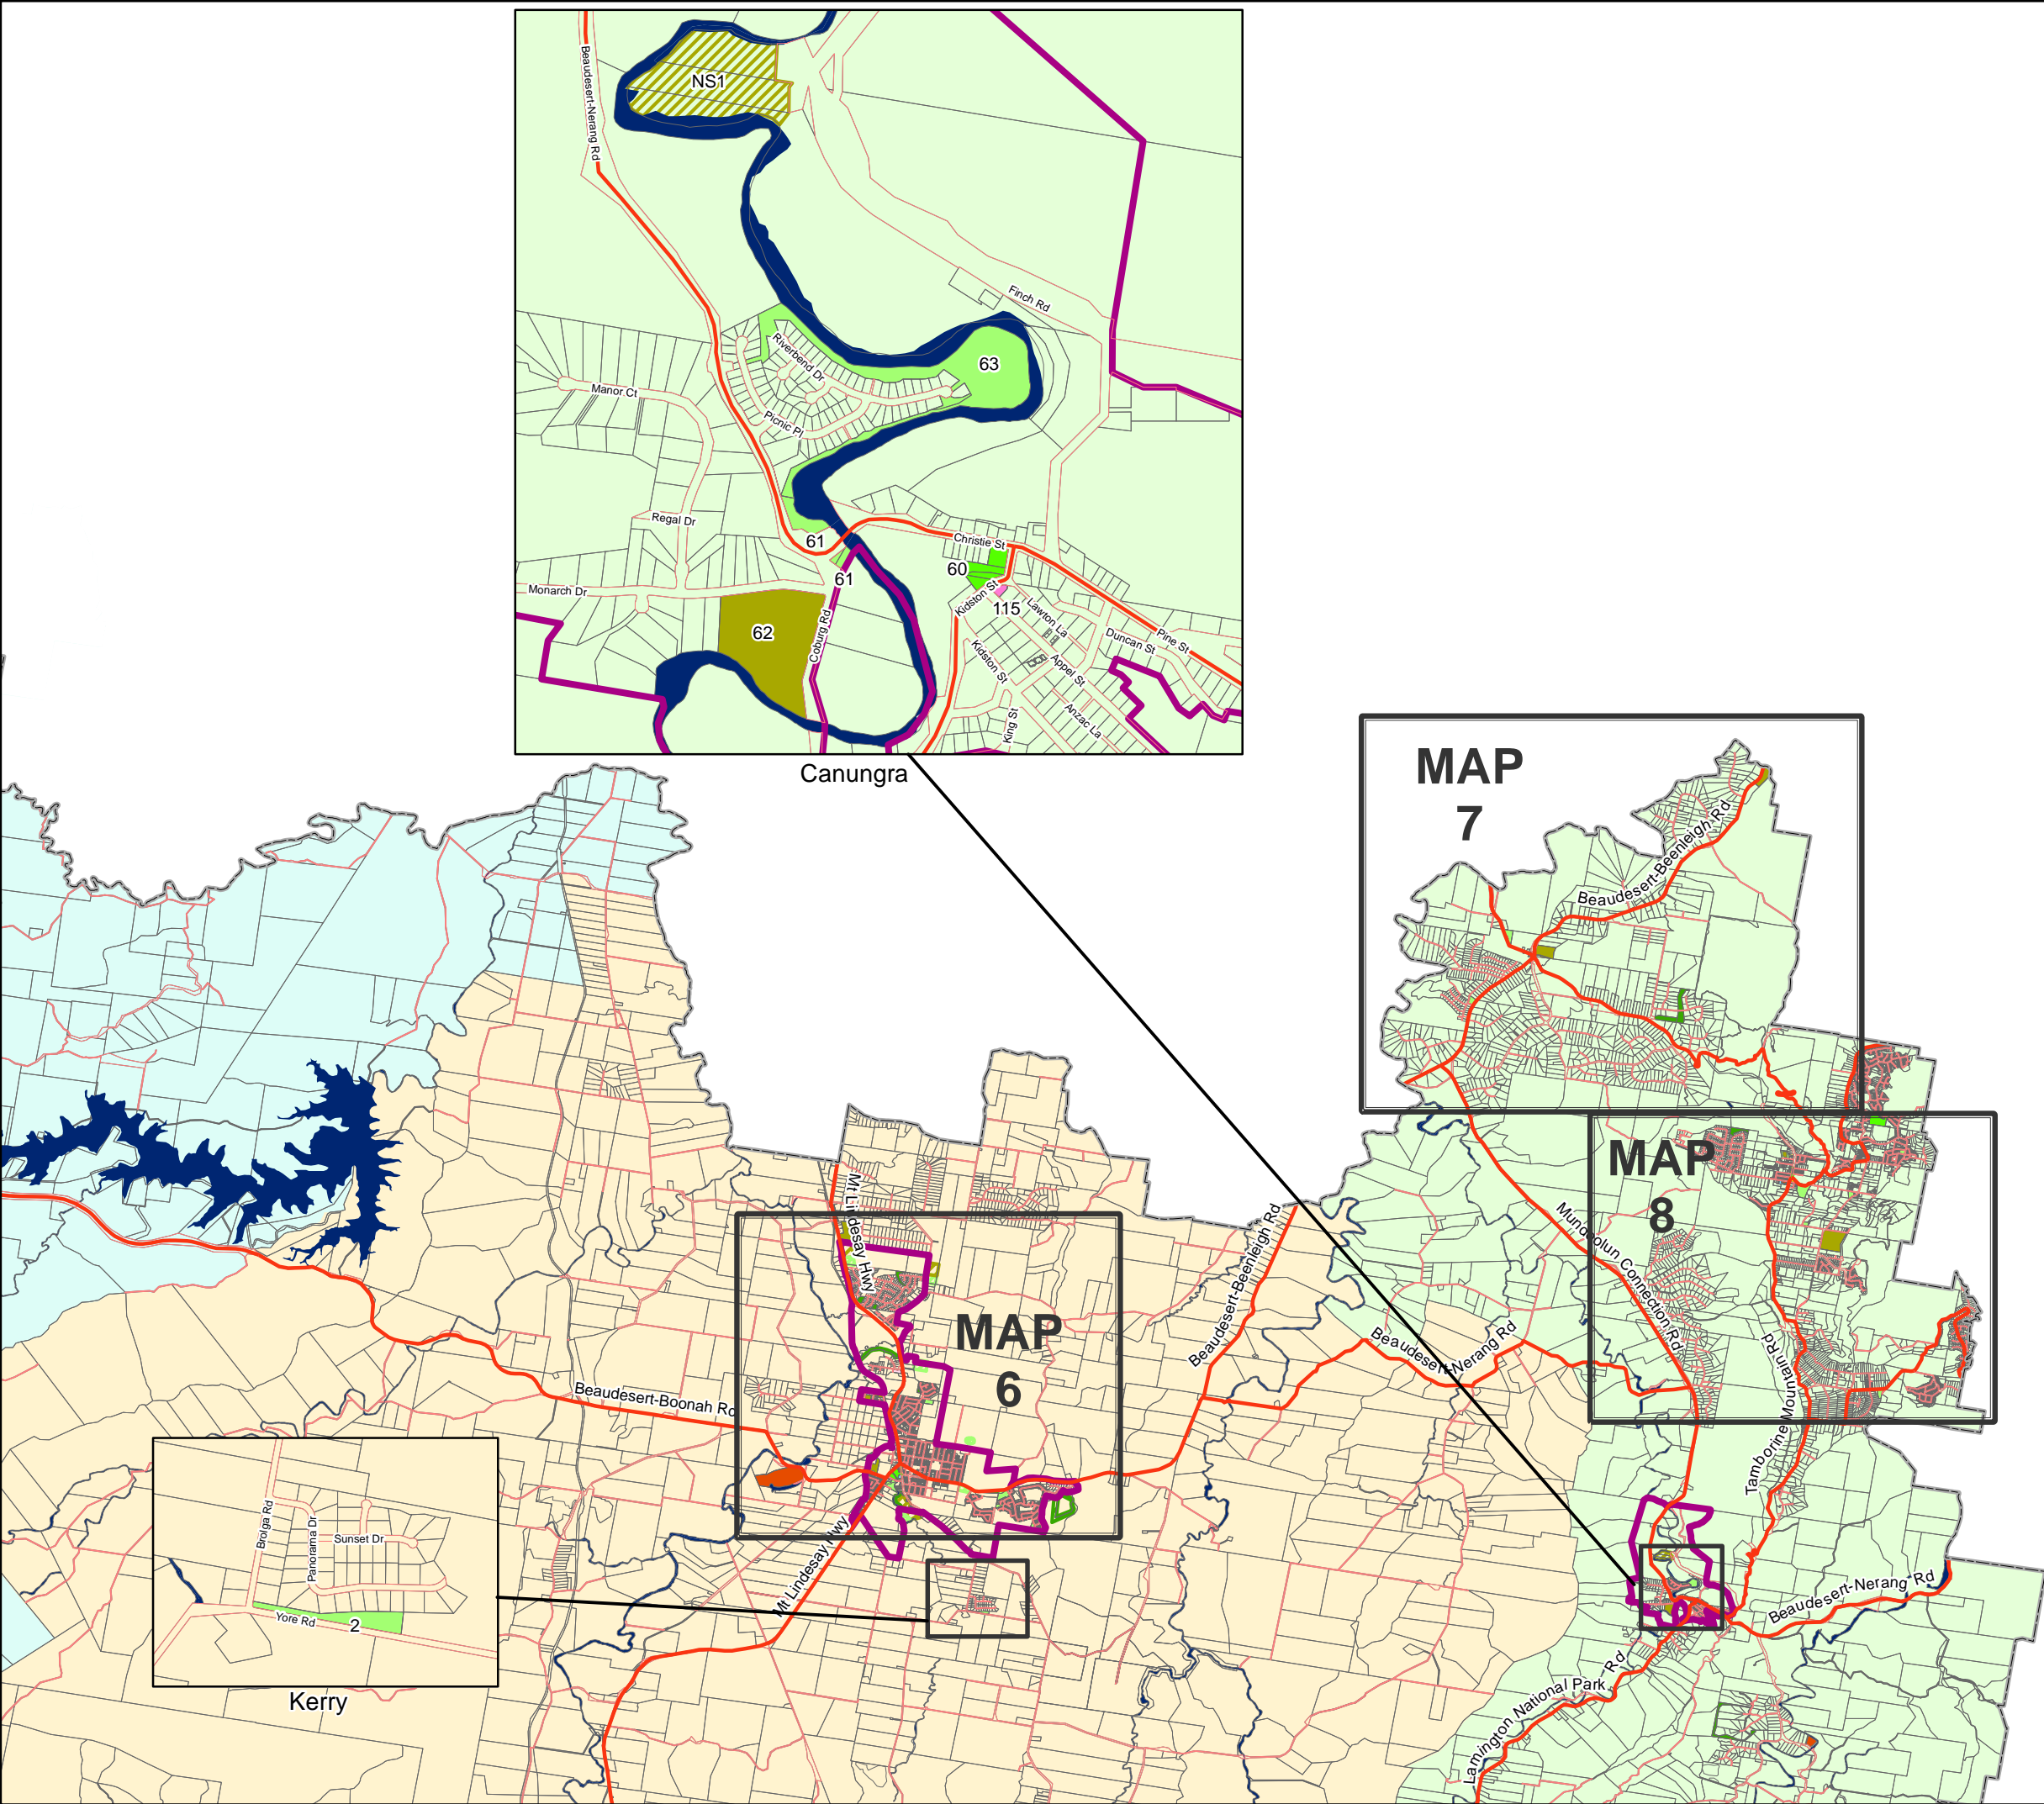 Beaudesert-Nerang Rd
NS1
Finch Rd
63
Riverbend Dr
Manor Ct
Picnic Pl
Regal Dr
61
Christie St
61
60
Monarch Dr
Kidston St
115
Lawton La
62
Coburg Rd
Duncan St
Pine St
Kidston St
Appel St
King St
Anzac La
Canungra
MAP
7
Beaudesert-Beenleigh Rd
MAP
8
Mt Lindesay Hwy
Mundoolun Connection Rd
Beaudesert-Beenleigh Rd
MAP
6
Beaudesert-Nerang Rd
Tamborine Mountain Rd
Beaudesert-Boonah Rd
Boiga Rd
Panorama Dr
Sunset Dr
Mt Lindesay Hwy
Yore Rd
2
Beaudesert-Nerang Rd
Kerry
Lamington National Park Rd